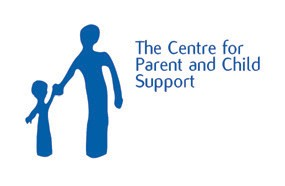 The Centre for
Parent and Child
Support